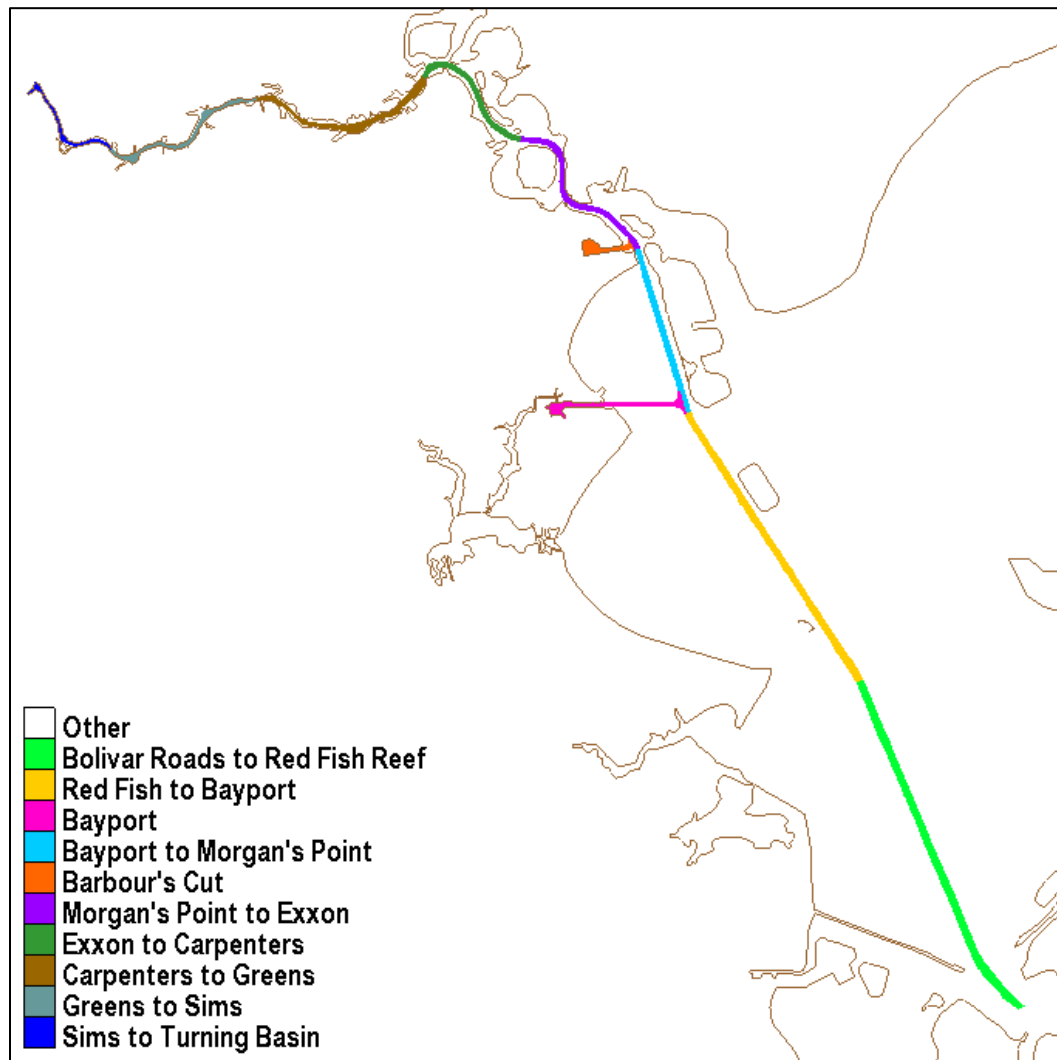 Other
Bolivar Roads to Red Fish Reef
Red Fish to Bayport
Bayport
Bayport to Morgan's Point
Barbour's Cut
Morgan's Point to Exxon
Exxon to Carpenters
Carpenters to Greens
Greens to Sims
Sims to Turning Basin